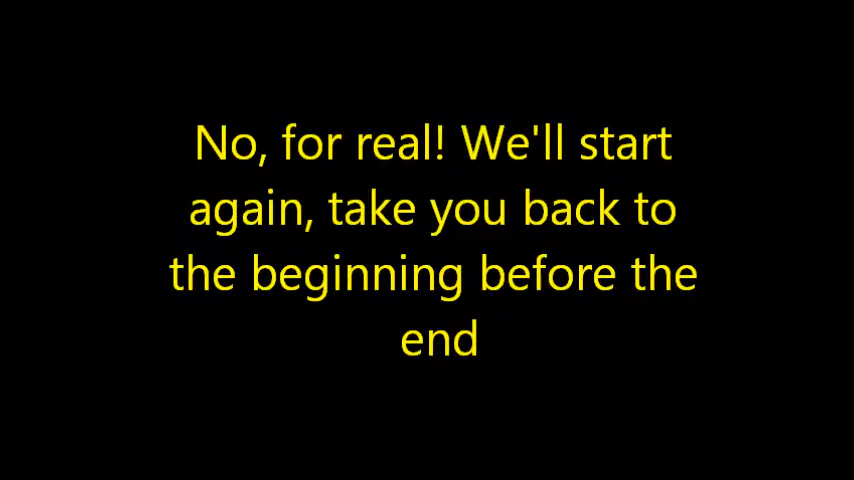 No, for real! We'll start
again, take you back to
the beginning before the
end